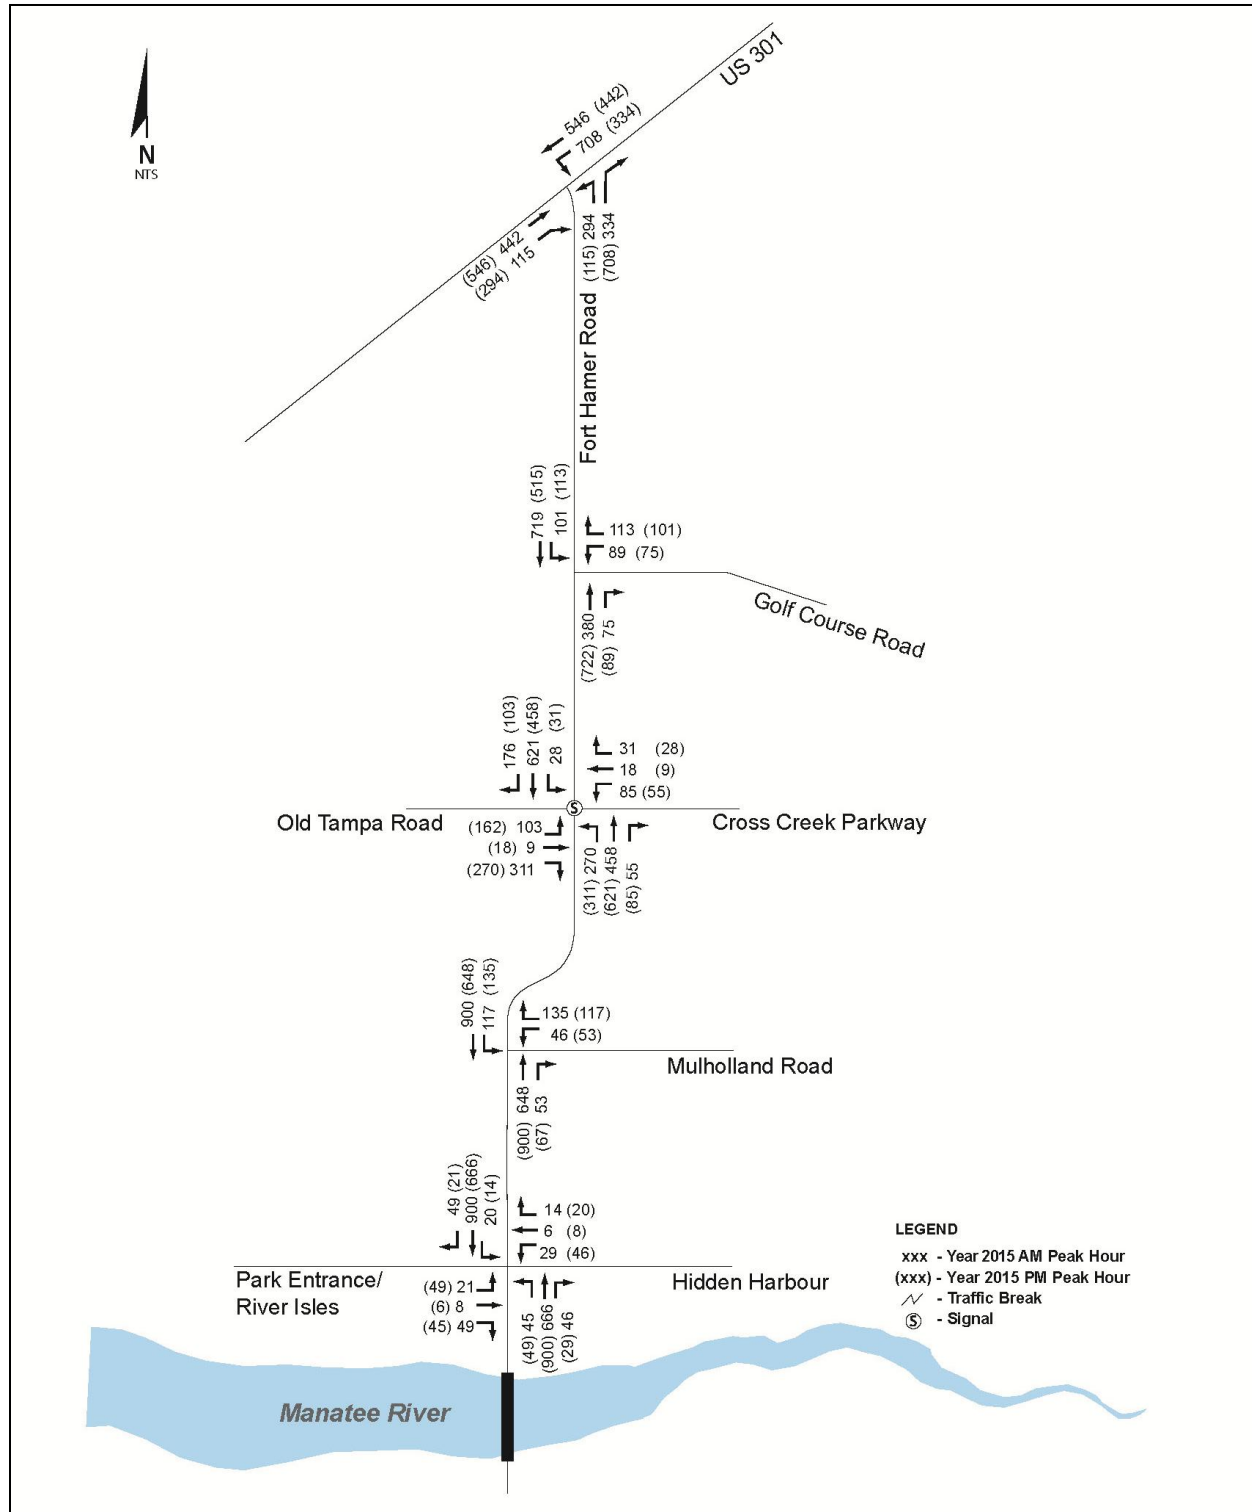 US 301
546 (442)
708 (334)
N
NTS
(546) 442
(294) 115
(115) 294
(708) 334
Fort Hamer Road
719 (515)
101 (113)
113 (101)
89 (75)
Golf Course Road
(722) 380
(89) 75
176 (103)
621 (458)
28 (31)
31 (28)
18 (9)
85 (55)
S
Old Tampa Road
Cross Creek Parkway
(162) 103
(18) 9
(270) 311
(311) 270
(621) 458
(85) 55
900 (648)
117 (135)
135 (117)
46 (53)
Mulholland Road
(900) 648
(67) 53
49 (21)
900 (666)
20 (14)
14 (20)
6 (8)
29 (46)
Park Entrance/
River Isles
Hidden Harbour
(49) 21
(6) 8
(45) 49
(49) 45
(900) 666
(29) 46
LEGEND
xxx - Year 2015 AM Peak Hour
(xxx) - Year 2015 PM Peak Hour
- Traffic Break
S - Signal
Manatee River